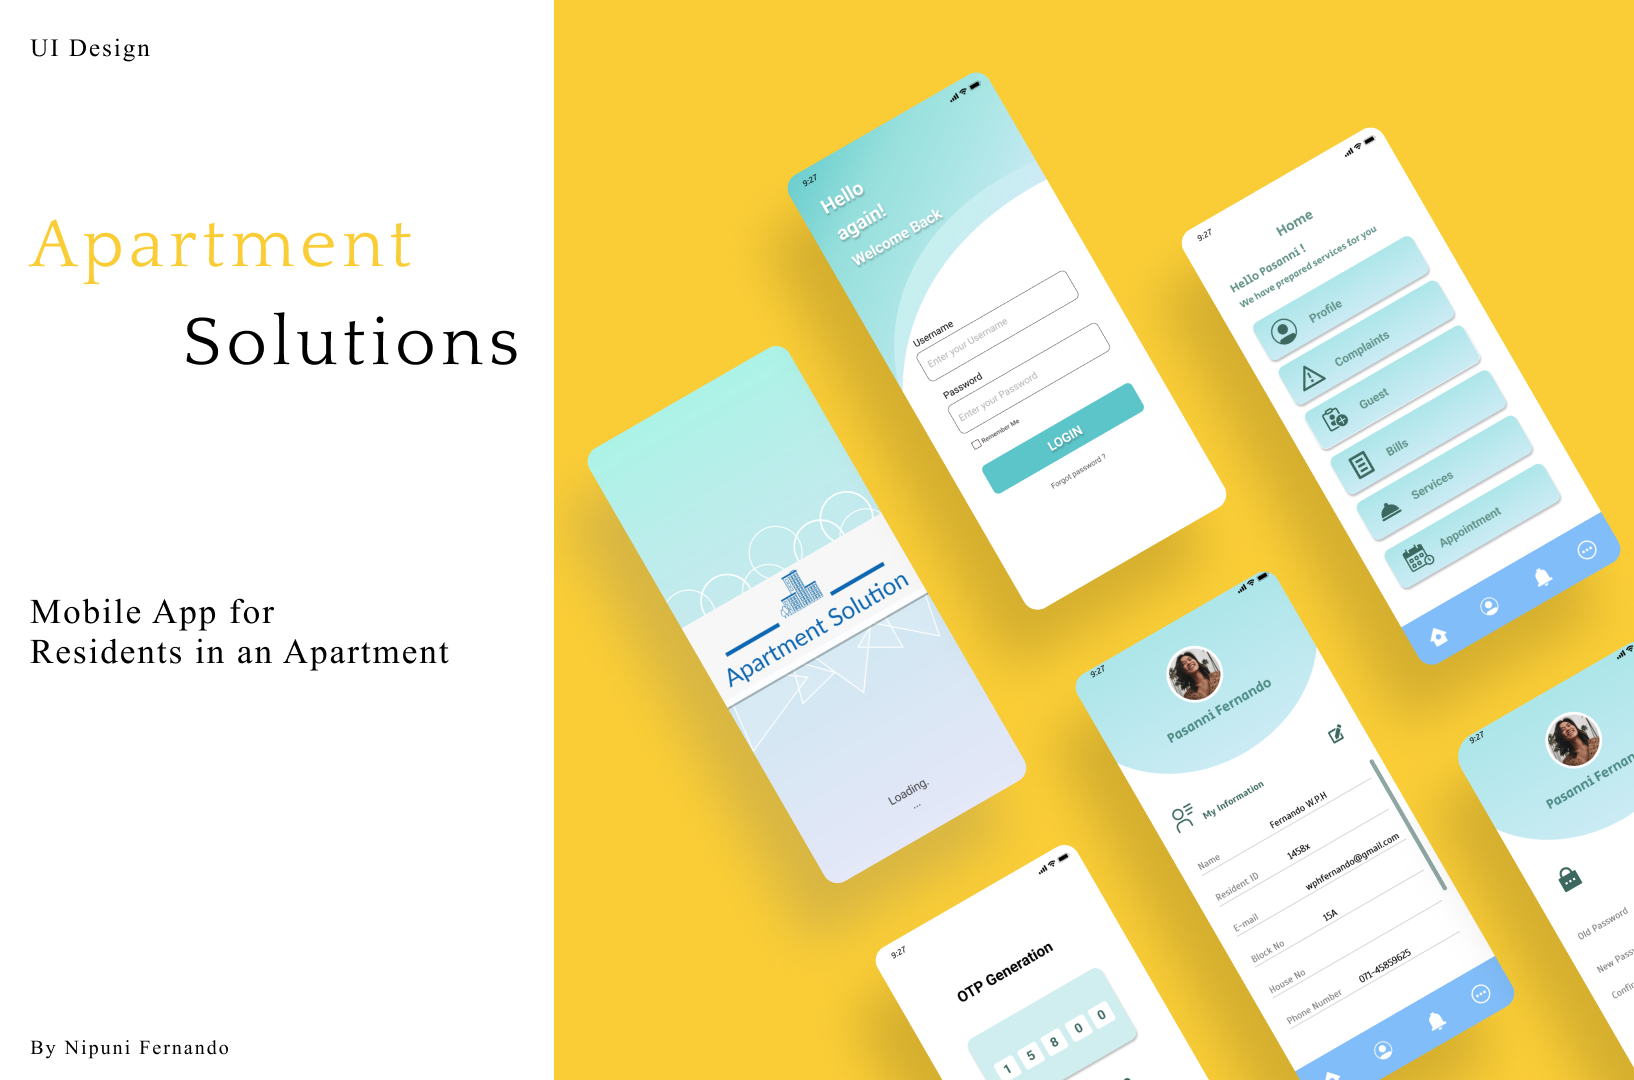 UI Design
Apartment
Solutions
Mobile App for
Residents in an Apartment
By Nipuni Fernando
Apartment Solution
Loading.
...
9:27
Hello
again!
Welcome Back
Username
Enter your Username
Password
Enter your Password
Remember Me
LOGIN
Forgot password ?
9:27
Home
Hello Pasanni !
We have prepared services for you
Profile
Complaints
Guest
Bills
Services
Appointment
9:27
OTP Generation
1 5 8 0 0
9:27
Pasanni Fernando
My Information
Name Fernando W.P.H
Resident ID 1458x
E-mail wphfernando@gmail.com
Block No 15A
House No
Phone Number 071-45859625
9:27
Pasanni Fernan
Old Password
New Pass
Confir